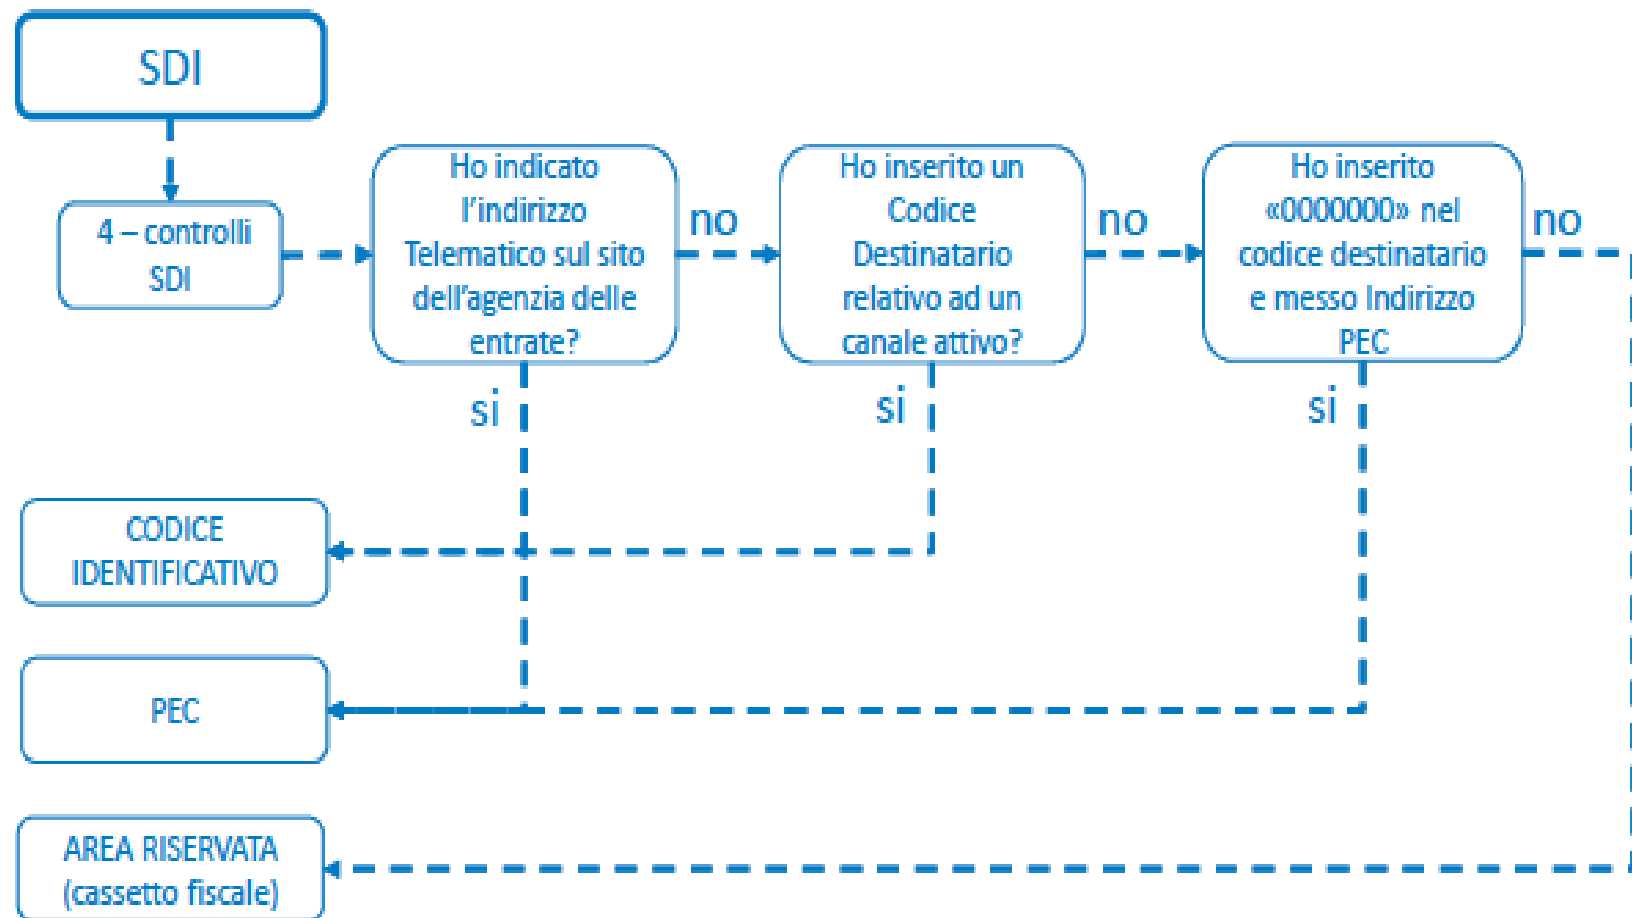 SDI
4 – controlli
SDI
Ho indicato
l'indirizzo
Telematico sul sito
dell'agenzia delle
entrate?
no
Ho inserito un
Codice
Destinatario
relativo ad un
canale attivo?
no
Ho inserito
«0000000» nel
codice destinatario
e messo Indirizzo
PEC
no
si
si
si
CODICE
IDENTIFICATIVO
PEC
AREA RISERVATA
(cassetto fiscale)